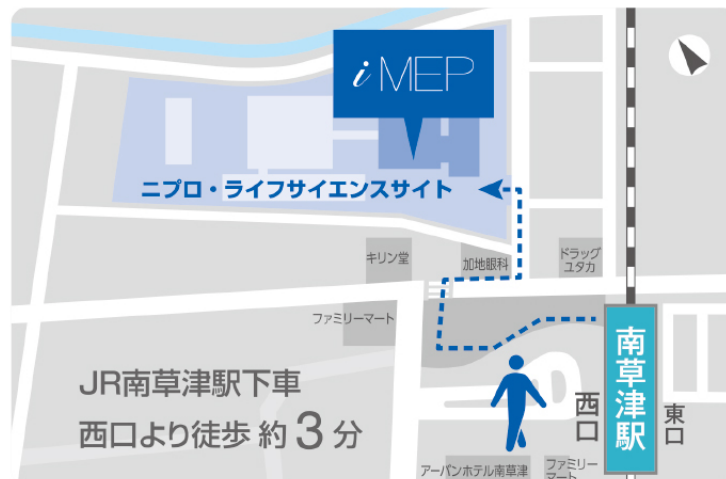 i MEP
ニプロ・ライフサイエンスサイト
キリン堂
加地眼科
ドラッグ
ユタカ
ファミリーマート
南草津駅
西口
東口
JR南草津駅下車
西口より徒歩 約 3 分
アーバンホテル南草津
ファミリー
マート